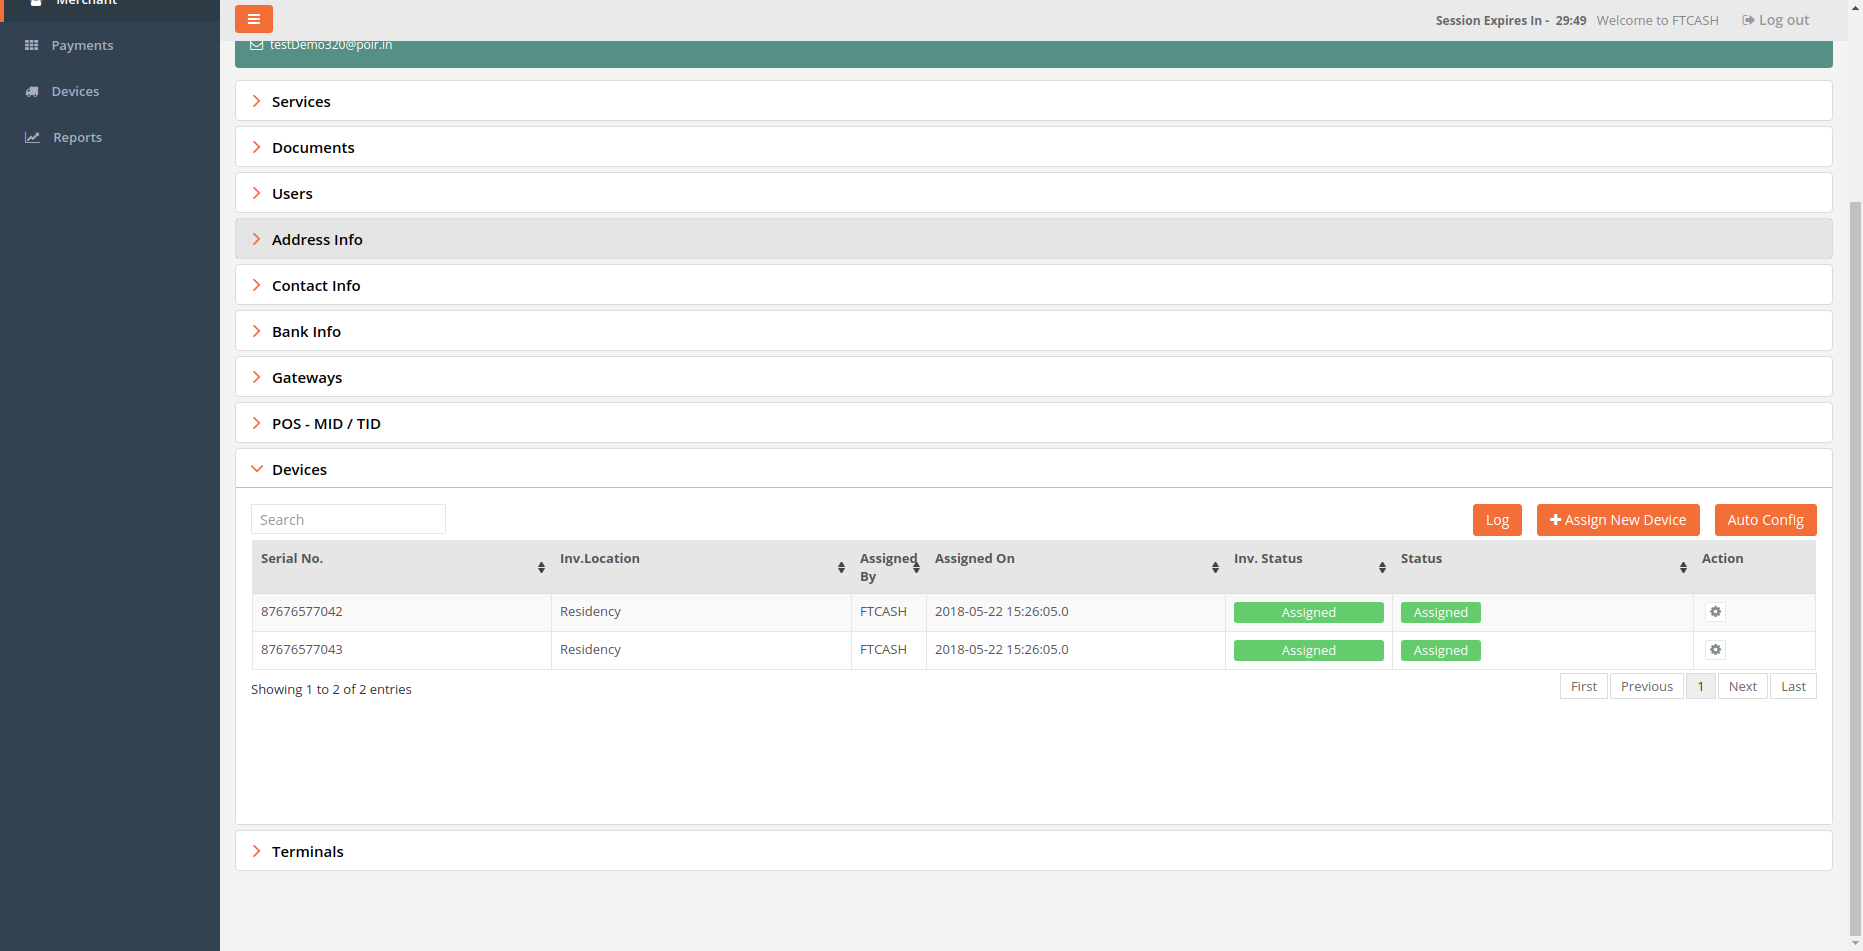 Merchant
Payments
Devices
Reports
Session Expires In - 29:49 Welcome to FTCASH Log out
testDemo320@poir.in
Services
Documents
Users
Address Info
Contact Info
Bank Info
Gateways
POS - MID / TID
Devices
Search
Log Assign New Device Auto Config
Serial No. Inv.Location Assigned By Assigned On Inv. Status Status Action
87676577042 Residency FTCASH 2018-05-22 15:26:05.0 Assigned Assigned
87676577043 Residency FTCASH 2018-05-22 15:26:05.0 Assigned Assigned
Showing 1 to 2 of 2 entries
First Previous 1 Next Last
Terminals